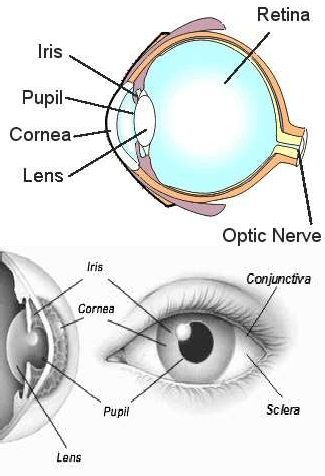 Retina
Iris
Pupil
Cornea
Lens
Optic Nerve
Iris
Conjunctiva
Cornea
Pupil
Sclera
Lens